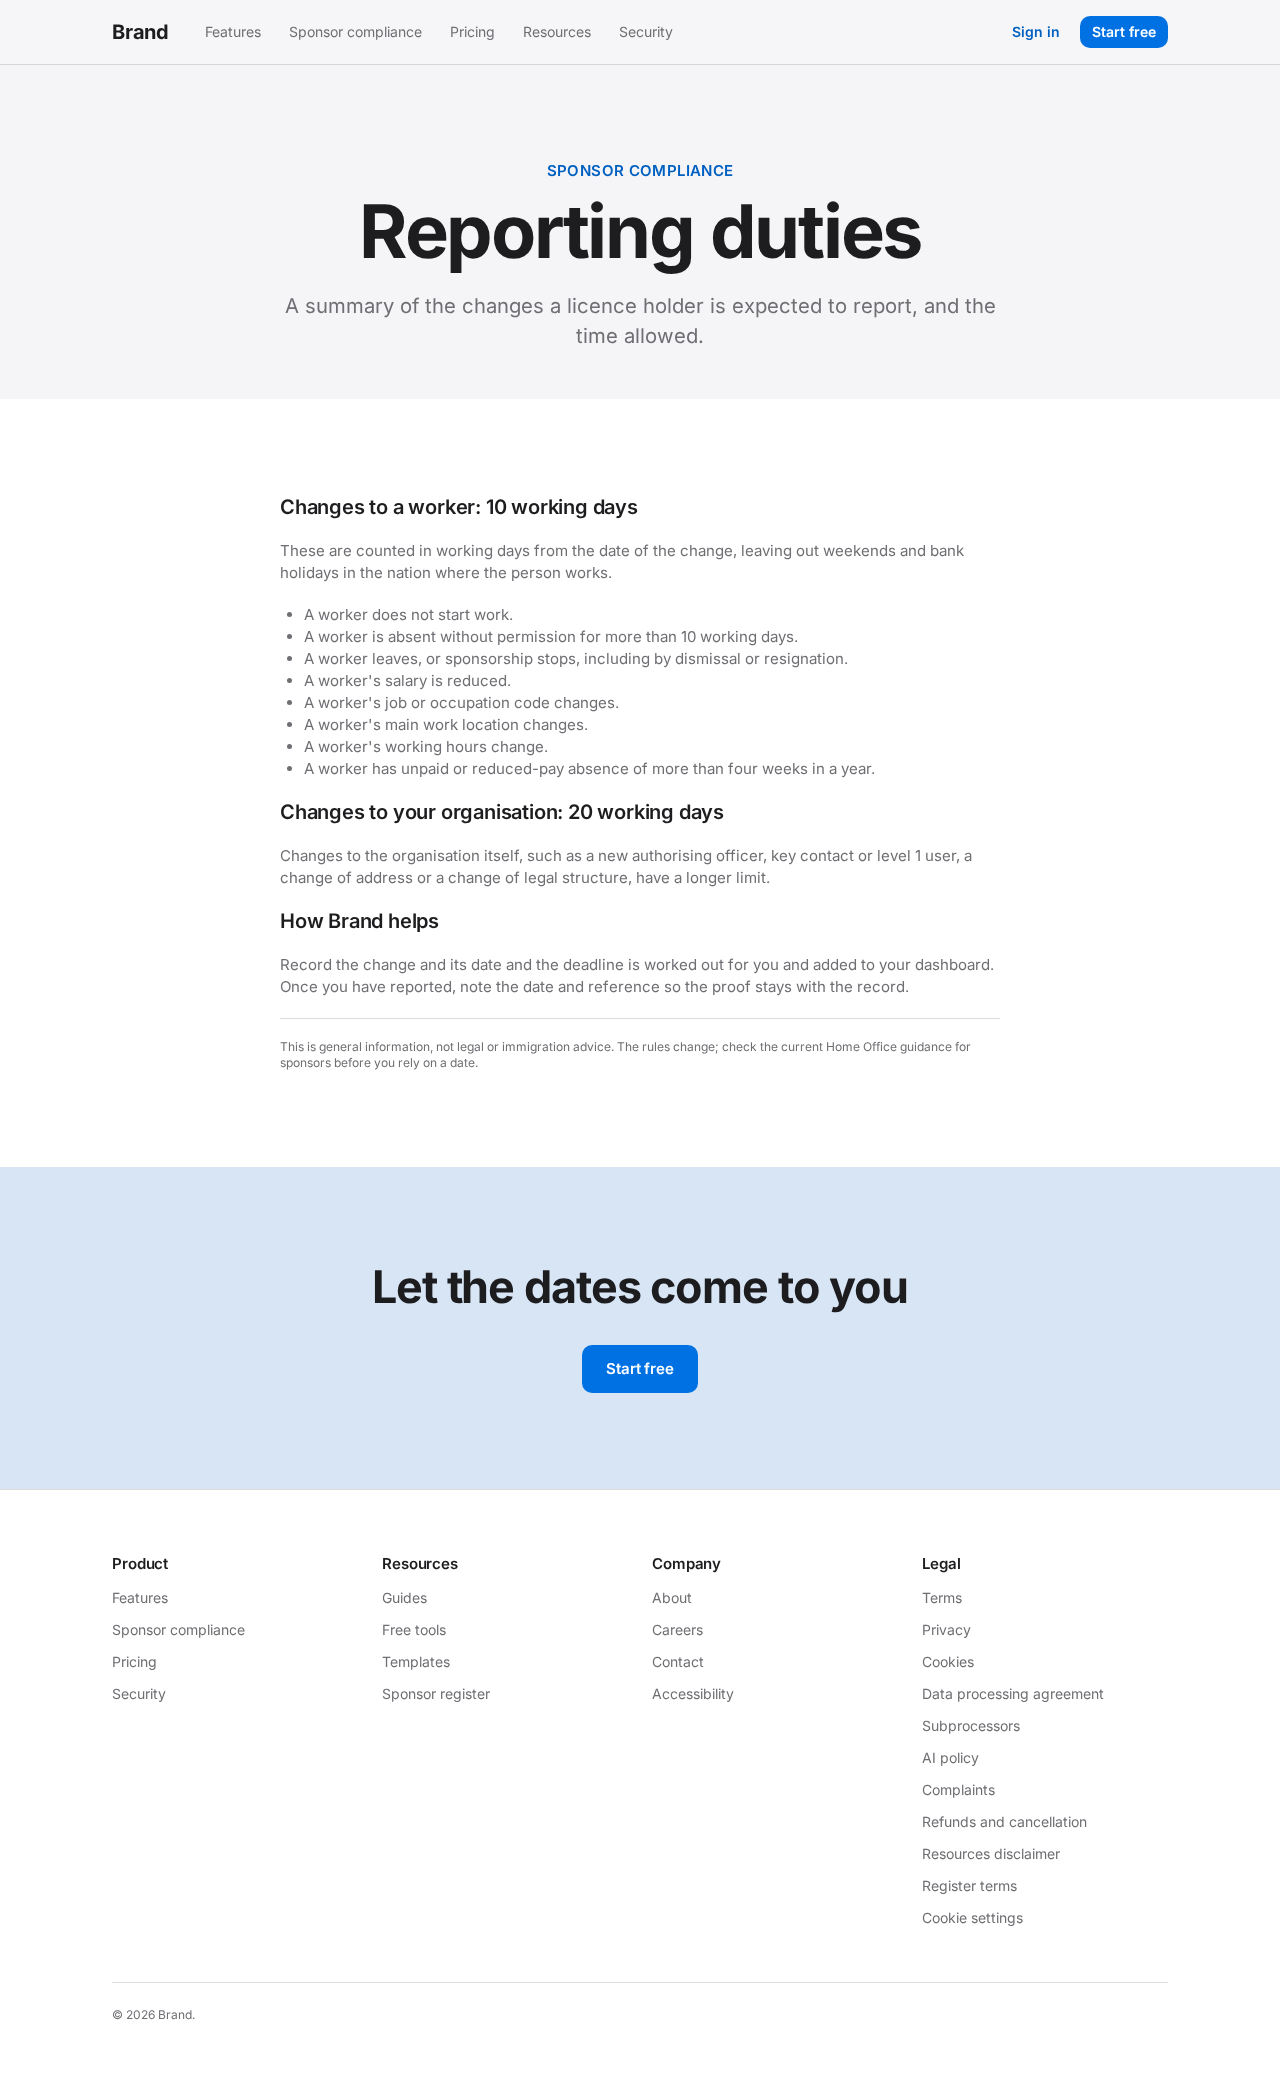 Brand
Features
Sponsor compliance
Pricing
Resources
Security
Sign in
Start free
SPONSOR COMPLIANCE
Reporting duties
A summary of the changes a licence holder is expected to report, and the
time allowed.
Changes to a worker: 10 working days
These are counted in working days from the date of the change, leaving out weekends and bank
holidays in the nation where the person works.
• A worker does not start work.
• A worker is absent without permission for more than 10 working days.
• A worker leaves, or sponsorship stops, including by dismissal or resignation.
• A worker's salary is reduced.
• A worker's job or occupation code changes.
• A worker's main work location changes.
• A worker's working hours change.
• A worker has unpaid or reduced-pay absence of more than four weeks in a year.
Changes to your organisation: 20 working days
Changes to the organisation itself, such as a new authorising officer, key contact or level 1 user, a
change of address or a change of legal structure, have a longer limit.
How Brand helps
Record the change and its date and the deadline is worked out for you and added to your dashboard.
Once you have reported, note the date and reference so the proof stays with the record.
This is general information, not legal or immigration advice. The rules change; check the current Home Office guidance for
sponsors before you rely on a date.
Let the dates come to you
Start free
Product
Features
Sponsor compliance
Pricing
Security
Resources
Guides
Free tools
Templates
Sponsor register
Company
About
Careers
Contact
Accessibility
Legal
Terms
Privacy
Cookies
Data processing agreement
Subprocessors
AI policy
Complaints
Refunds and cancellation
Resources disclaimer
Register terms
Cookie settings
© 2026 Brand.